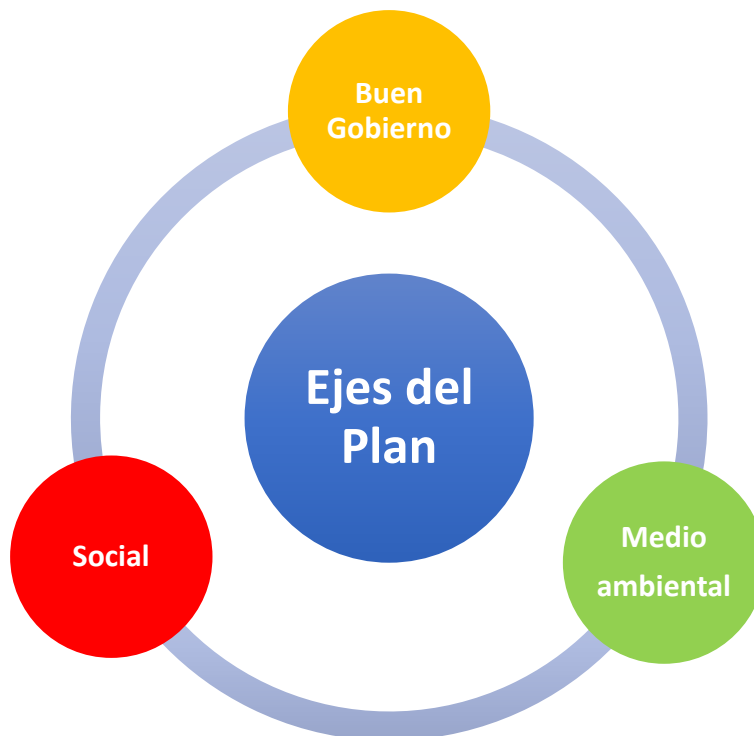 Buen
Gobierno
Ejes del
Plan
Social
Medio
ambiental